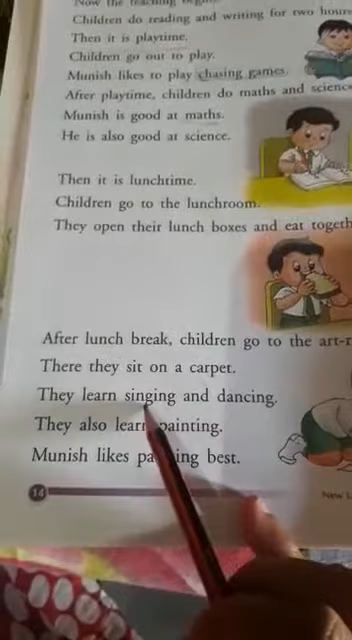 Now the teaching
Children do reading and writing for two hours
Then it is playtime.
Children go out to play.
Munish likes to play chasing games.
After playtime, children do maths and science
Munish is good at maths.
He is also good at science.
Then it is lunchtime.
Children go to the lunchroom.
They open their lunch boxes and eat togeth
After lunch break, children go to the art-r
There they sit on a carpet.
They learn singing and dancing.
They also learn painting.
Munish likes pa ing best.
14
New